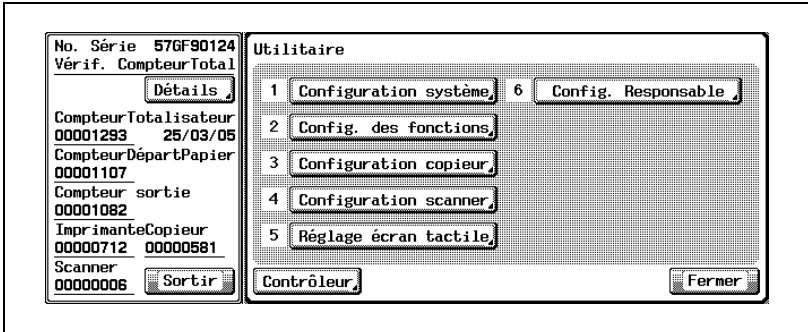 No. Série 57GF90124
Vérif. CompteurTotal
Détails
CompteurTotalisateur
00001293 25/03/05
CompteurDépartPapier
00001107
Compteur sortie
00001082
ImprimanteCopieur
00000712 00000581
Scanner
00000006 Sortir
Utilitaire
1 Configuration système 6 Config. Responsable
2 Config. des fonctions
3 Configuration copieur
4 Configuration scanner
5 Réglage écran tactile
Contrôleur Fermer